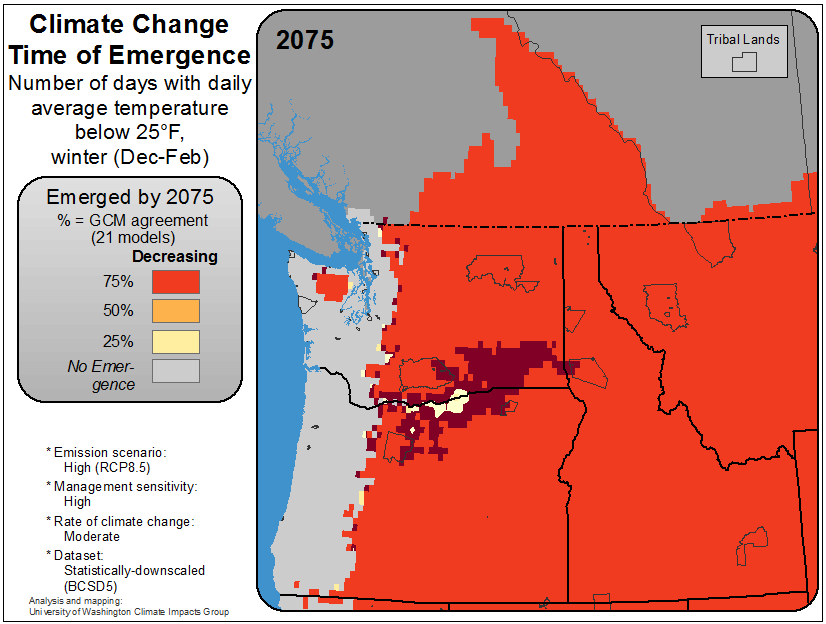 Climate Change
Time of Emergence
Number of days with daily
average temperature
below 25°F,
winter (Dec-Feb)
Emerged by 2075
% = GCM agreement
(21 models)
Decreasing
75%
50%
25%
No Emer-
gence
* Emission scenario:
High (RCP8.5)
* Management sensitivity:
High
* Rate of climate change:
Moderate
* Dataset:
Statistically-downscaled
(BCSD5)
Analysis and mapping:
University of Washington Climate Impacts Group
2075
Tribal Lands